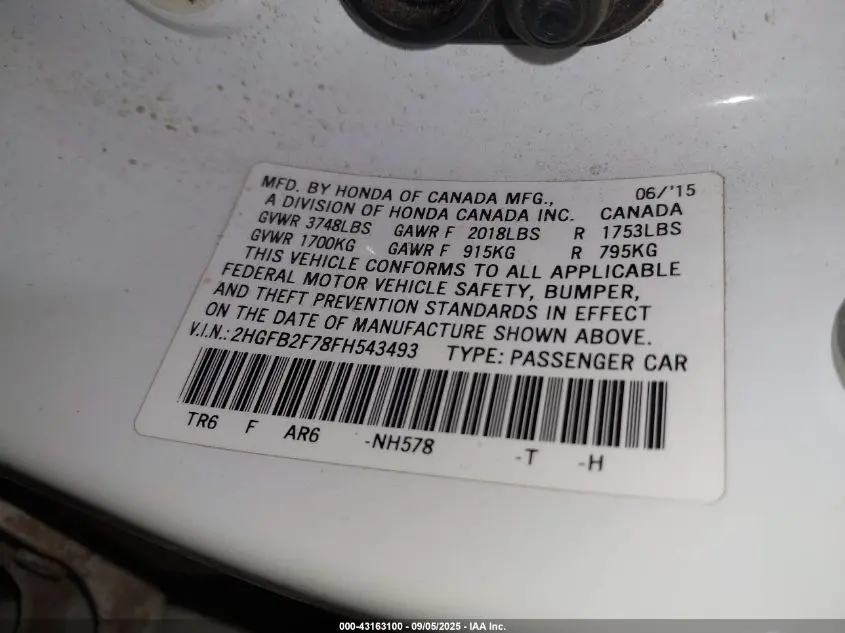 MFD. BY HONDA OF CANADA MFG., 06/'15
A DIVISION OF HONDA CANADA INC. CANADA
GVWR 3748LBS GAWR F 2018LBS R 1753LBS
GVWR 1700KG GAWR F 915KG R 795KG
THIS VEHICLE CONFORMS TO ALL APPLICABLE
FEDERAL MOTOR VEHICLE SAFETY, BUMPER,
AND THEFT PREVENTION STANDARDS IN EFFECT
ON THE DATE OF MANUFACTURE SHOWN ABOVE.
V.I.N.: 2HGFB2F78FH543493 TYPE: PASSENGER CAR
TR6 F AR6 -NH578 -T -H
000-43163100 - 09/05/2025 - IAA Inc.